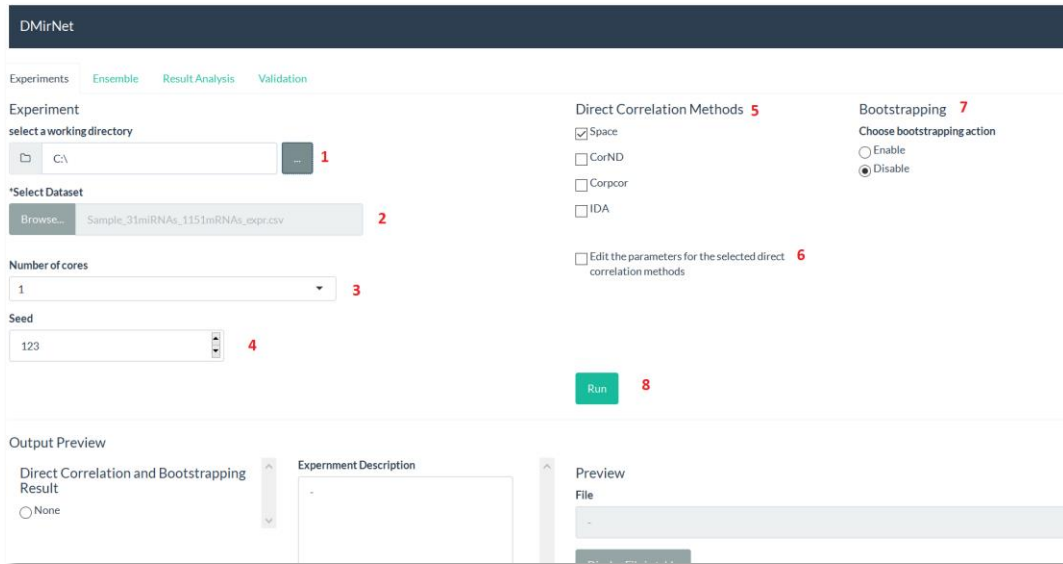 DMirNet
Experiments Ensemble Result Analysis Validation
Experiment
select a working directory
C:\ ... 1
*Select Dataset
Browse... Sample_31miRNAs_1151mRNAs_expr.csv 2
Number of cores
1 3
Seed
123 4
Direct Correlation Methods 5
Space
CorND
Corpcor
IDA
Edit the parameters for the selected direct 6
correlation methods
Bootstrapping 7
Choose bootstrapping action
Enable
Disable
Run 8
Output Preview
Direct Correlation and Bootstrapping
Result
None
Expernment Description
-
Preview
File
-